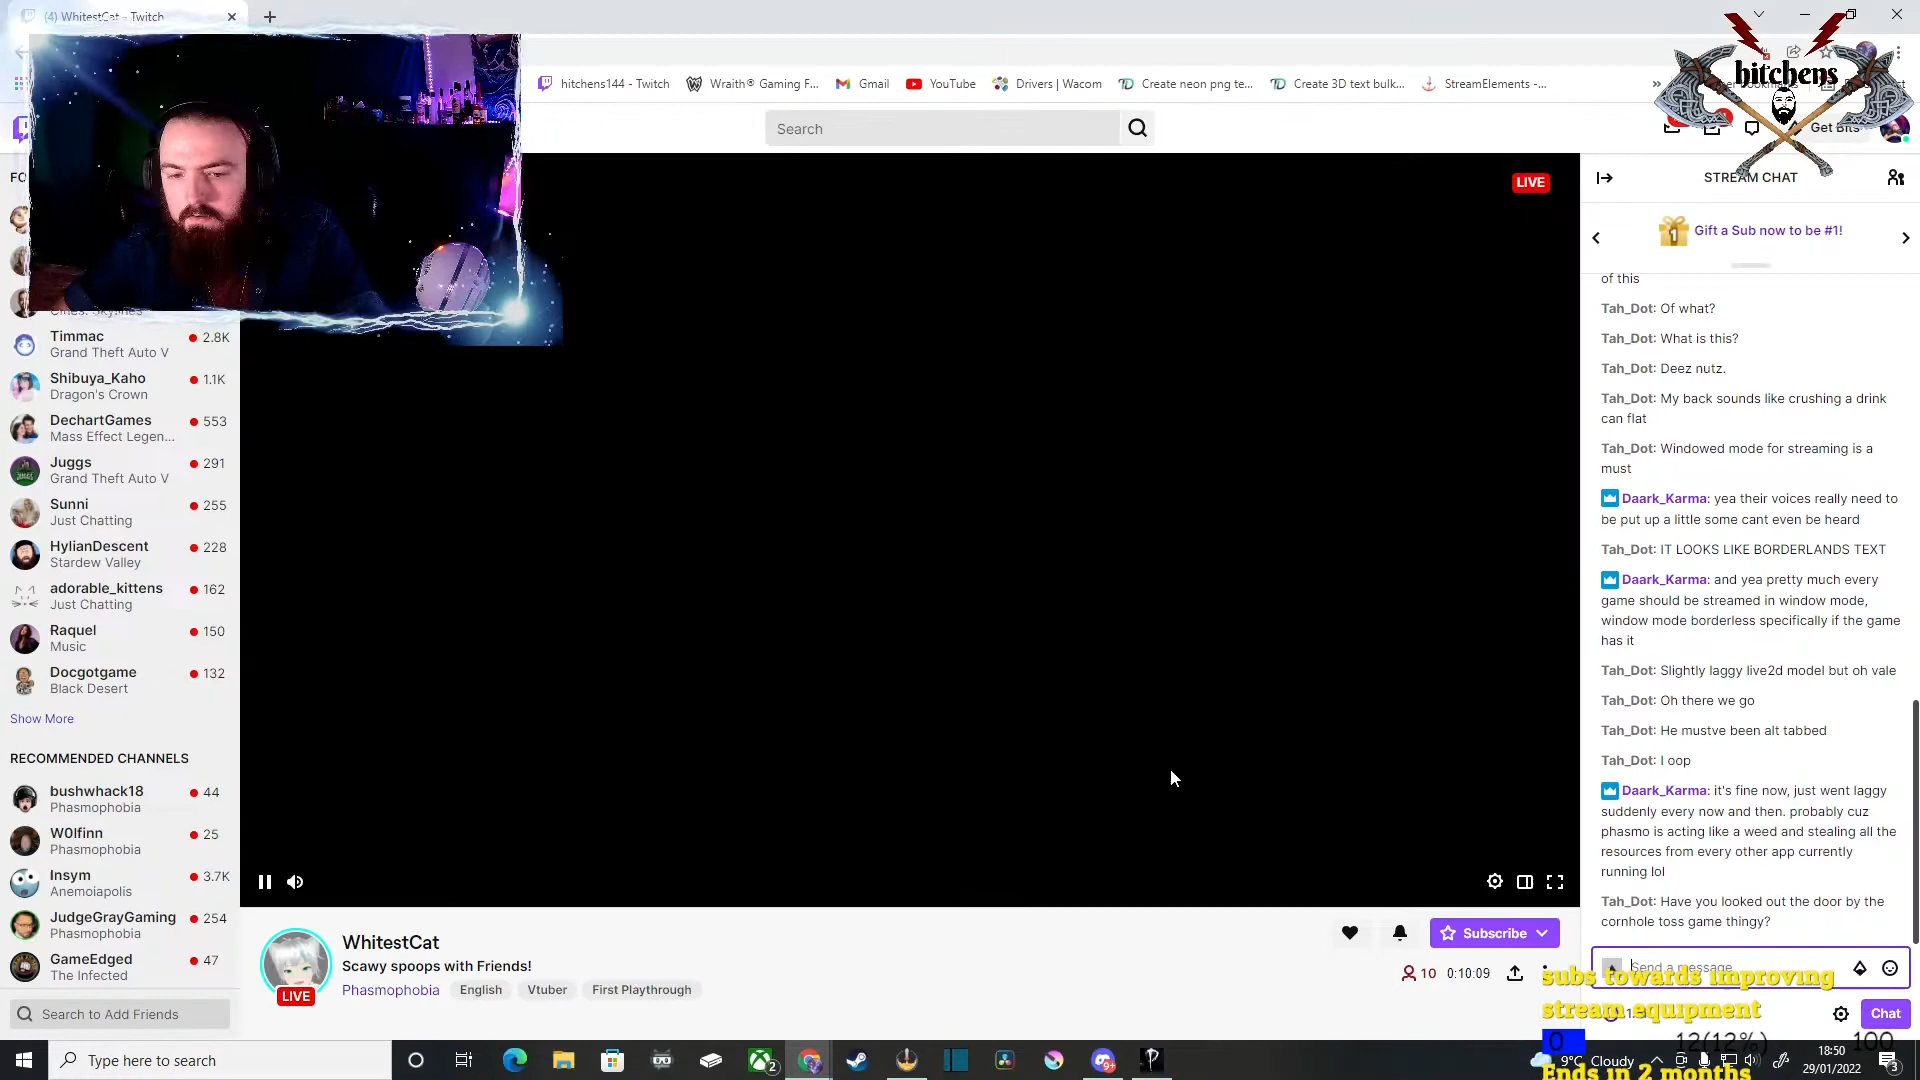 (4) WhitestCat - Twitch
hitchens144 - Twitch
Wraith® Gaming F...
Gmail
YouTube
Drivers | Wacom
Create neon png te...
Create 3D text bulk...
StreamElements -...
hitchens
Search
Get Bits
LIVE
STREAM CHAT
Gift a Sub now to be #1!
of this
Tah_Dot: Of what?
Tah_Dot: What is this?
Tah_Dot: Deez nutz.
Tah_Dot: My back sounds like crushing a drink
can flat
Tah_Dot: Windowed mode for streaming is a
must
Daark_Karma: yea their voices really need to
be put up a little some cant even be heard
Tah_Dot: IT LOOKS LIKE BORDERLANDS TEXT
Daark_Karma: and yea pretty much every
game should be streamed in window mode,
window mode borderless specifically if the game
has it
Tah_Dot: Slightly laggy live2d model but oh vale
Tah_Dot: Oh there we go
Tah_Dot: He mustve been alt tabbed
Tah_Dot: I oop
Daark_Karma: it's fine now, just went laggy
suddenly every now and then. probably cuz
phasmo is acting like a weed and stealing all the
resources from every other app currently
running lol
Tah_Dot: Have you looked out the door by the
cornhole toss game thingy?
Send a message
Chat
Timmac
2.8K
Grand Theft Auto V
Shibuya_Kaho
1.1K
Dragon's Crown
DechartGames
553
Mass Effect Legen...
Juggs
291
Grand Theft Auto V
Sunni
255
Just Chatting
HylianDescent
228
Stardew Valley
adorable_kittens
162
Just Chatting
Raquel
150
Music
Docgotgame
132
Black Desert
Show More
RECOMMENDED CHANNELS
bushwhack18
44
Phasmophobia
W0lfinn
25
Phasmophobia
Insym
3.7K
Anemoiapolis
JudgeGrayGaming
254
Phasmophobia
GameEdged
47
The Infected
Search to Add Friends
WhitestCat
Scawy spoops with Friends!
Phasmophobia
English
Vtuber
First Playthrough
LIVE
Subscribe
10
0:10:09
subs towards improving
stream equipment
0
12(12%)
100
Ends in 2 months
Type here to search
2
9+
9°C Cloudy
18:50
29/01/2022
3